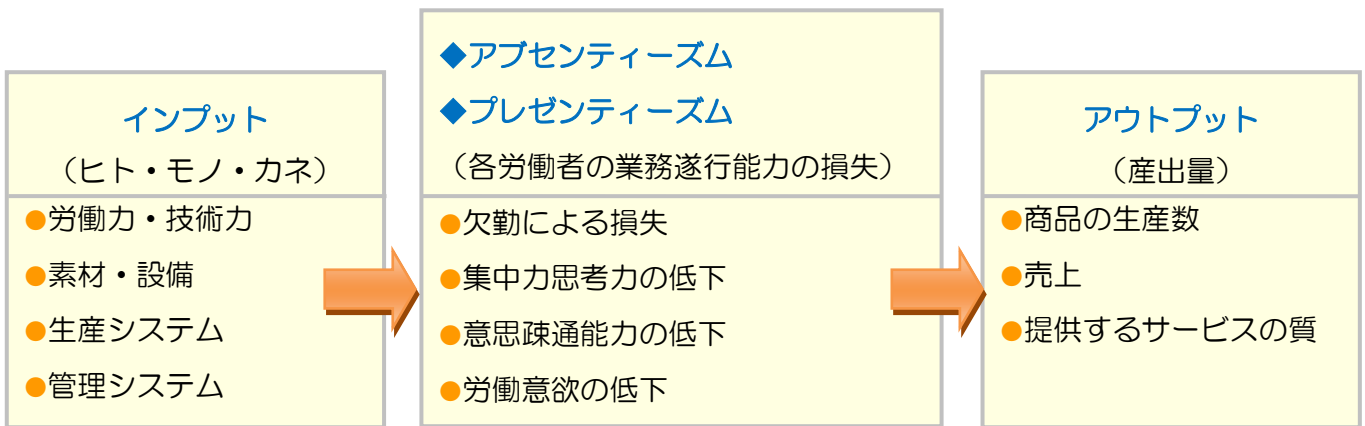 インプット
（ヒト・モノ・カネ）
●労働力・技術力
●素材・設備
●生産システム
●管理システム
◆アブセンティーズム
◆プレゼンティーズム
（各労働者の業務遂行能力の損失）
●欠勤による損失
●集中力思考力の低下
●意思疎通能力の低下
●労働意欲の低下
アウトプット
（産出量）
●商品の生産数
●売上
●提供するサービスの質